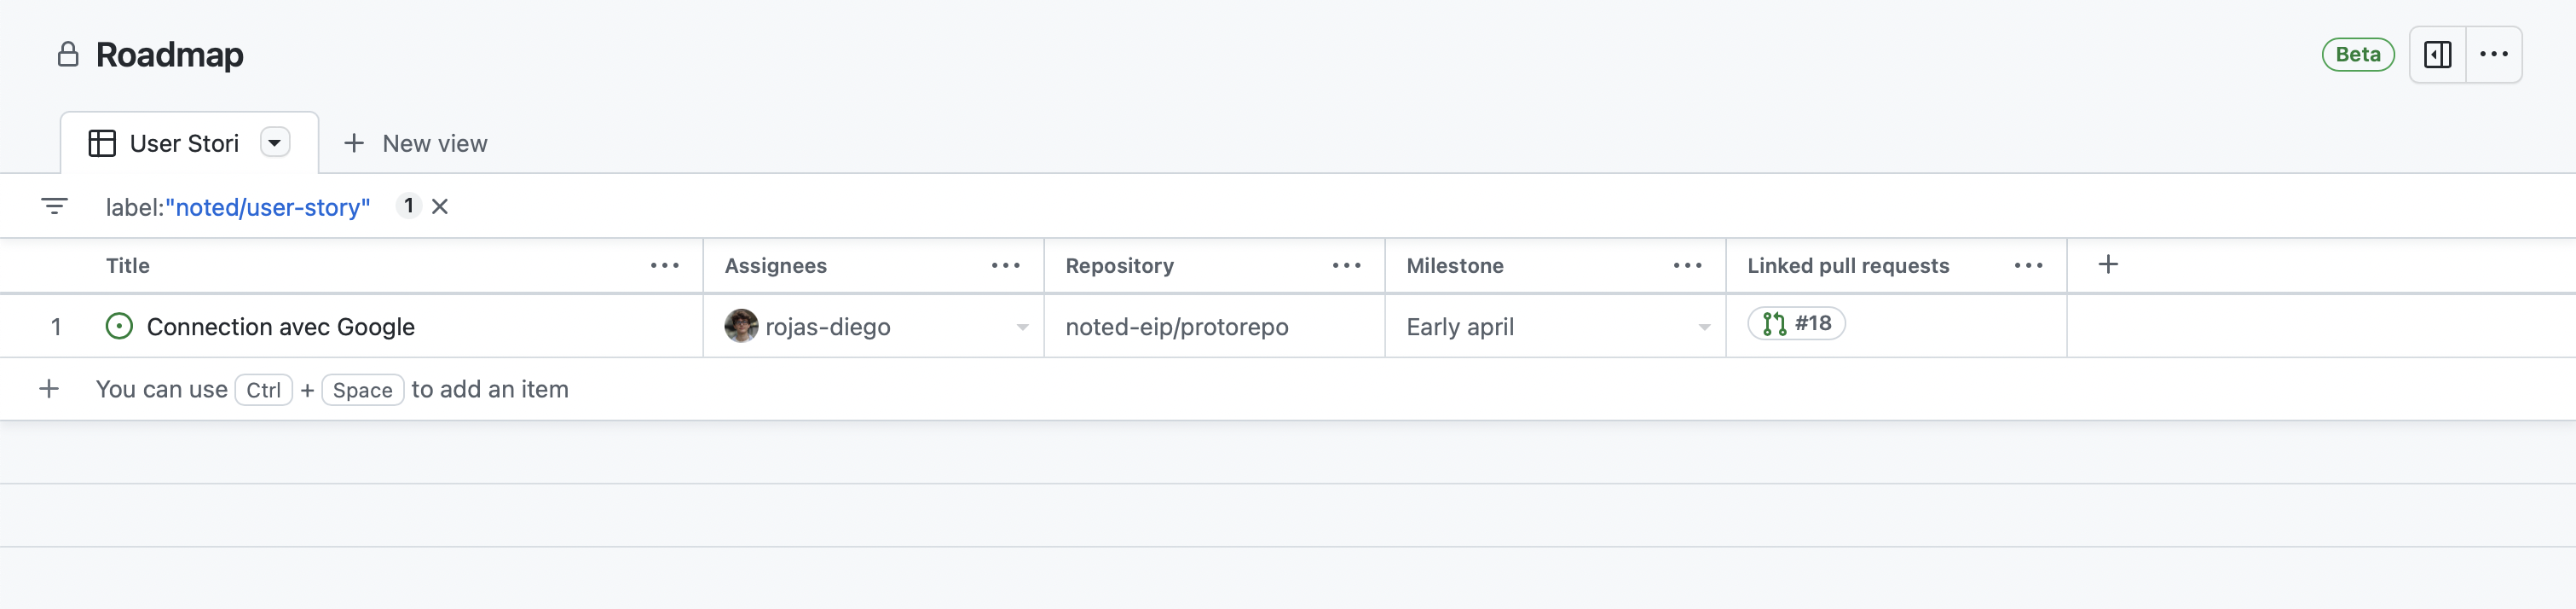 Roadmap
Beta
User Stori
New view
label:"noted/user-story" 1
Title Assignees Repository Milestone Linked pull requests
1 Connection avec Google rojas-diego noted-eip/protorepo Early april #18
You can use Ctrl + Space to add an item